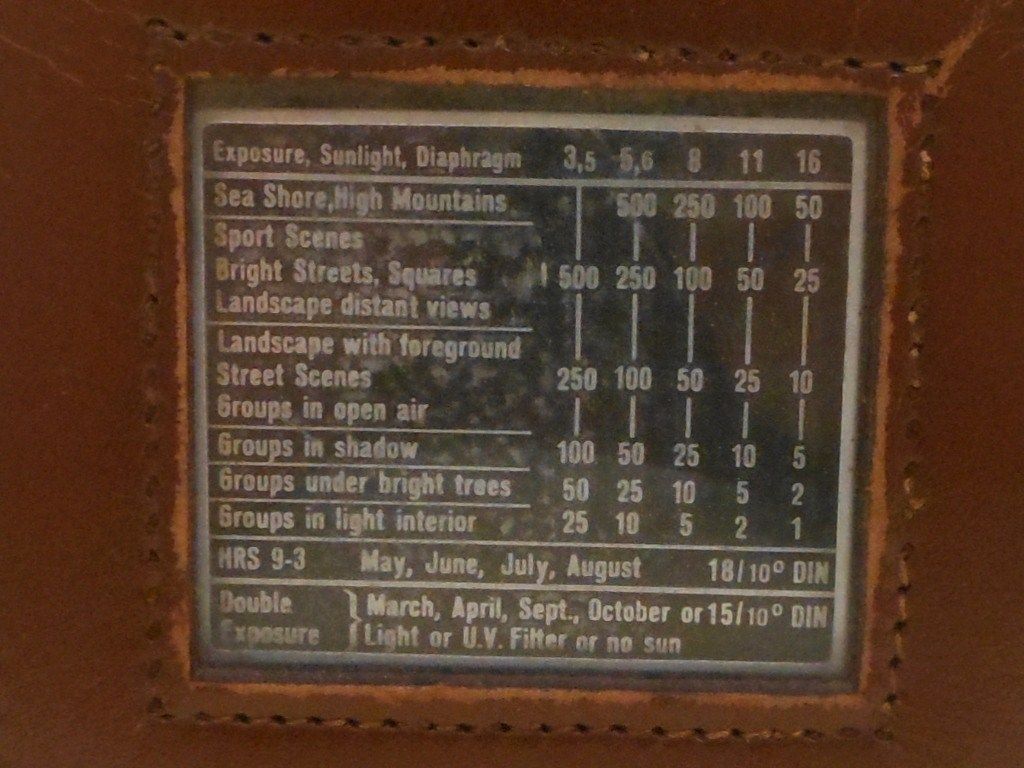 Exposure, Sunlight, Diaphragm 3,5 5,6 8 11 16
Sea Shore, High Mountains 500 250 100 50
Sport Scenes
Bright Streets, Squares 500 250 100 50 25
Landscape distant views
Landscape with foreground
Street Scenes 250 100 50 25 10
Groups in open air
Groups in shadow 100 50 25 10 5
Groups under bright trees 50 25 10 5 2
Groups in light interior 25 10 5 2 1
HRS 9-3 May, June, July, August 18/10° DIN
Double } March, April, Sept., October or 15/10° DIN
Exposure } Light or U.V. Filter or no sun